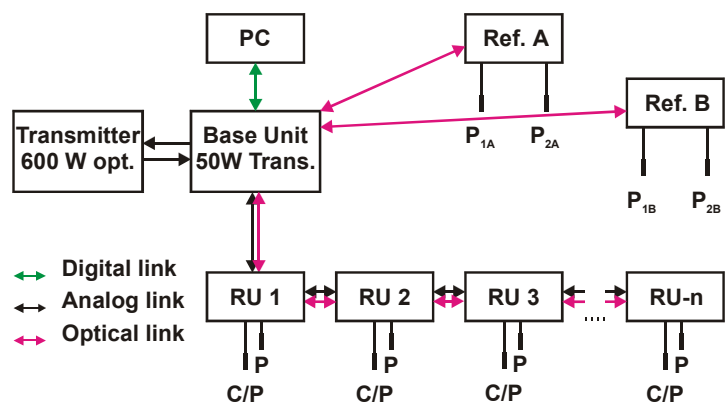 PC
Ref. A
Ref. B
Transmitter
600 W opt.
Base Unit
50W Trans.
P1A
P2A
P1B
P2B
Digital link
Analog link
Optical link
RU 1
RU 2
RU 3
....
RU-n
P
P
P
P
C/P
C/P
C/P
C/P